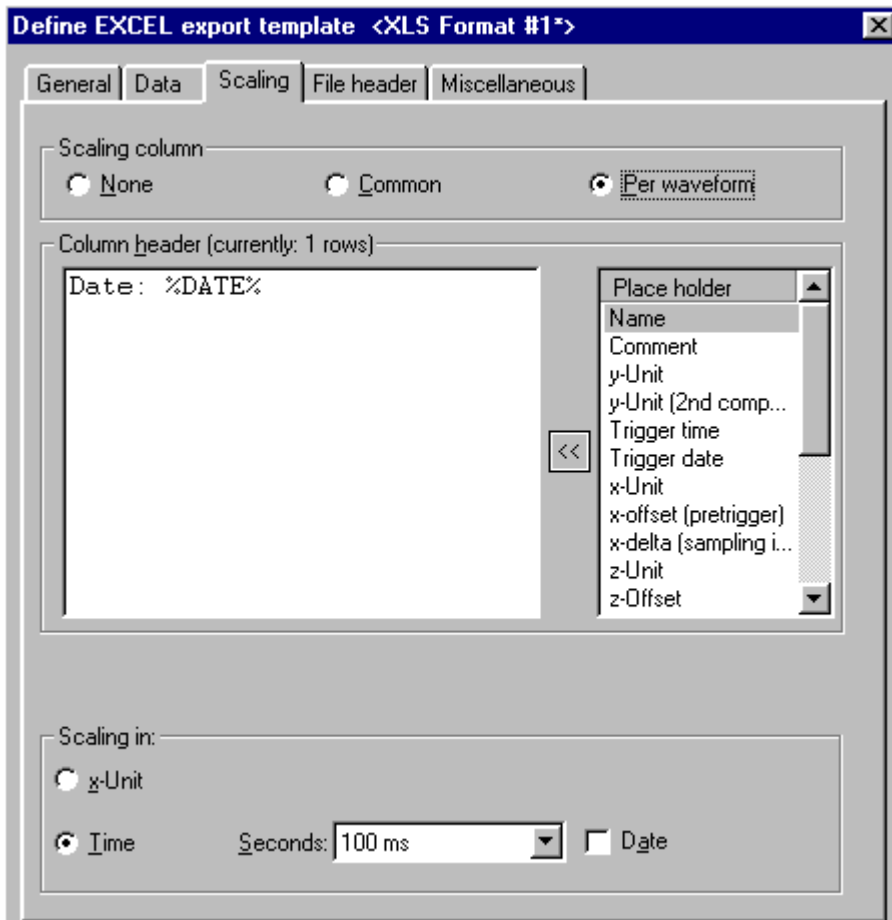 Define EXCEL export template <XLS Format #1*>
General Data Scaling File header Miscellaneous
Scaling column
None Common Per waveform
Column header (currently: 1 rows)
Date: %DATE%
Place holder
Name
Comment
y-Unit
y-Unit (2nd comp...
Trigger time
<<
Trigger date
x-Unit
x-offset (pretrigger)
x-delta (sampling i...
z-Unit
z-Offset
Scaling in:
x-Unit
Time Seconds: 100 ms Date